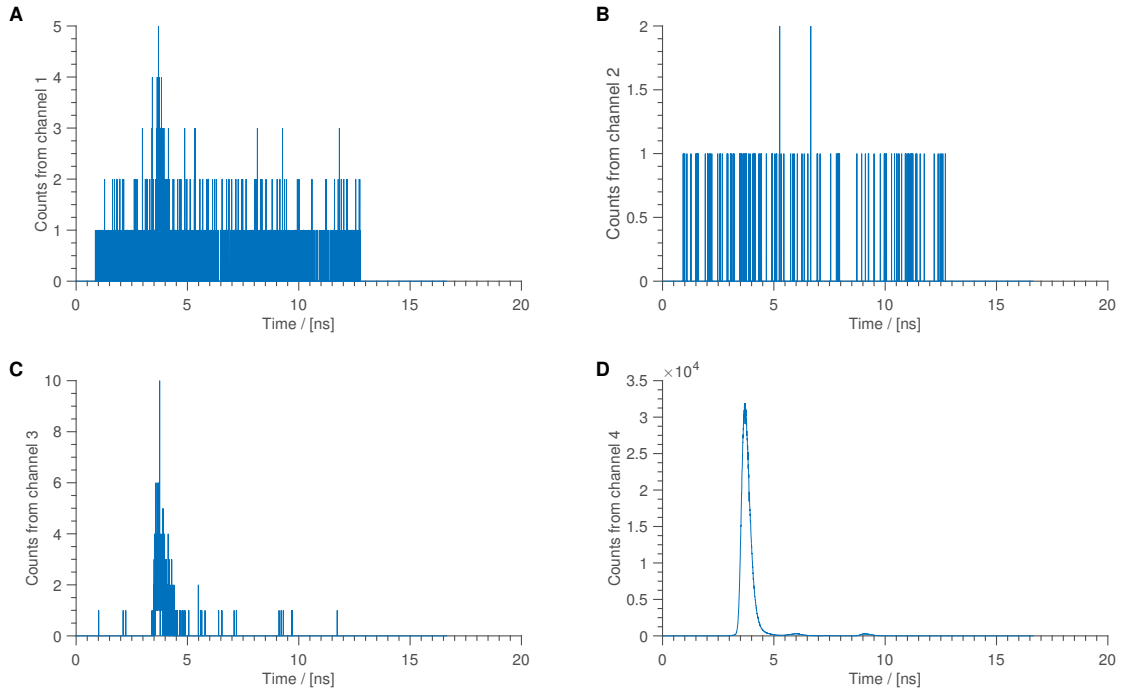 A
B
Counts from channel 1
5
4
3
2
1
0
0 5 10 15 20
Time / [ns]
Counts from channel 2
2
1.5
1
0.5
0
0 5 10 15 20
Time / [ns]
C
D
Counts from channel 3
10
8
6
4
2
0
0 5 10 15 20
Time / [ns]
×10⁴
Counts from channel 4
3.5
3
2.5
2
1.5
1
0.5
0
0 5 10 15 20
Time / [ns]